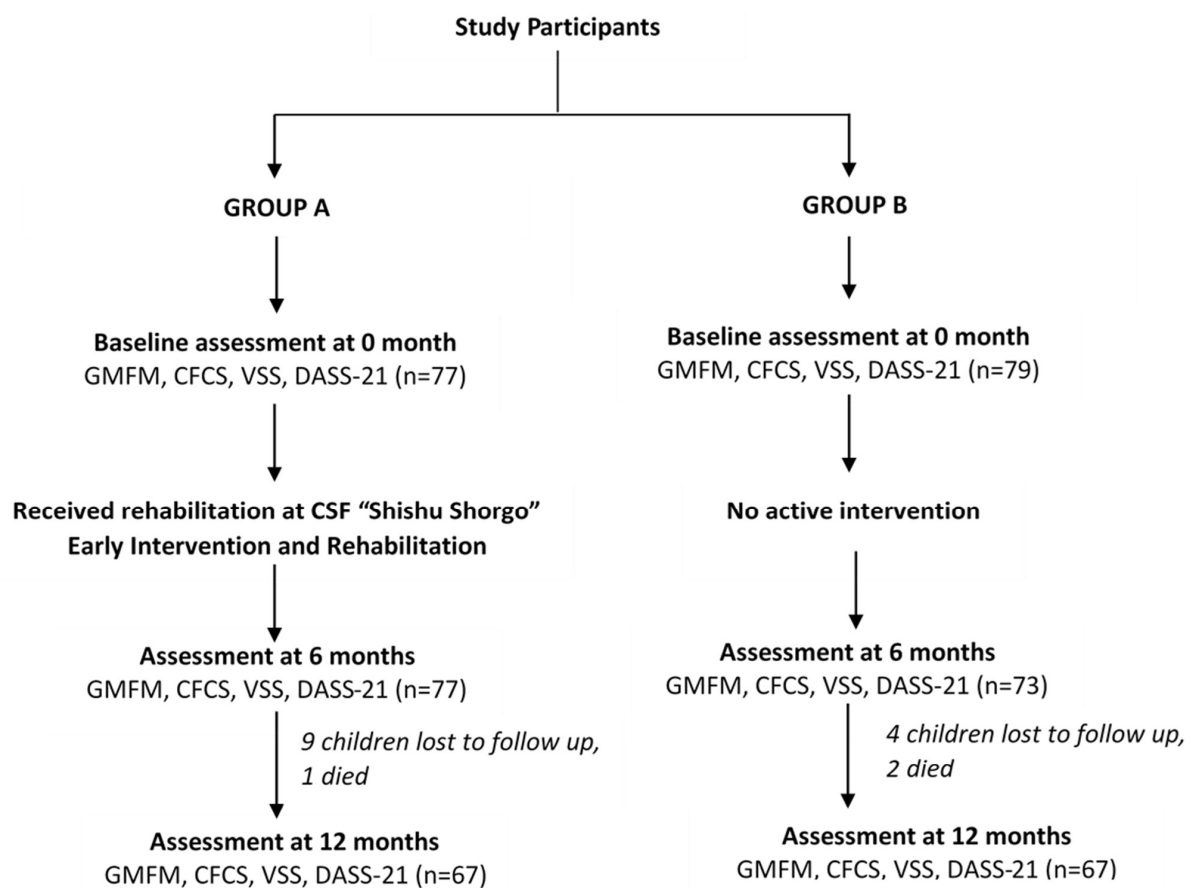 Study Participants
GROUP A
GROUP B
Baseline assessment at 0 month
GMFM, CFCS, VSS, DASS-21 (n=77)
Baseline assessment at 0 month
GMFM, CFCS, VSS, DASS-21 (n=79)
Received rehabilitation at CSF “Shishu Shorgo”
Early Intervention and Rehabilitation
No active intervention
Assessment at 6 months
GMFM, CFCS, VSS, DASS-21 (n=77)
Assessment at 6 months
GMFM, CFCS, VSS, DASS-21 (n=73)
9 children lost to follow up,
1 died
4 children lost to follow up,
2 died
Assessment at 12 months
GMFM, CFCS, VSS, DASS-21 (n=67)
Assessment at 12 months
GMFM, CFCS, VSS, DASS-21 (n=67)